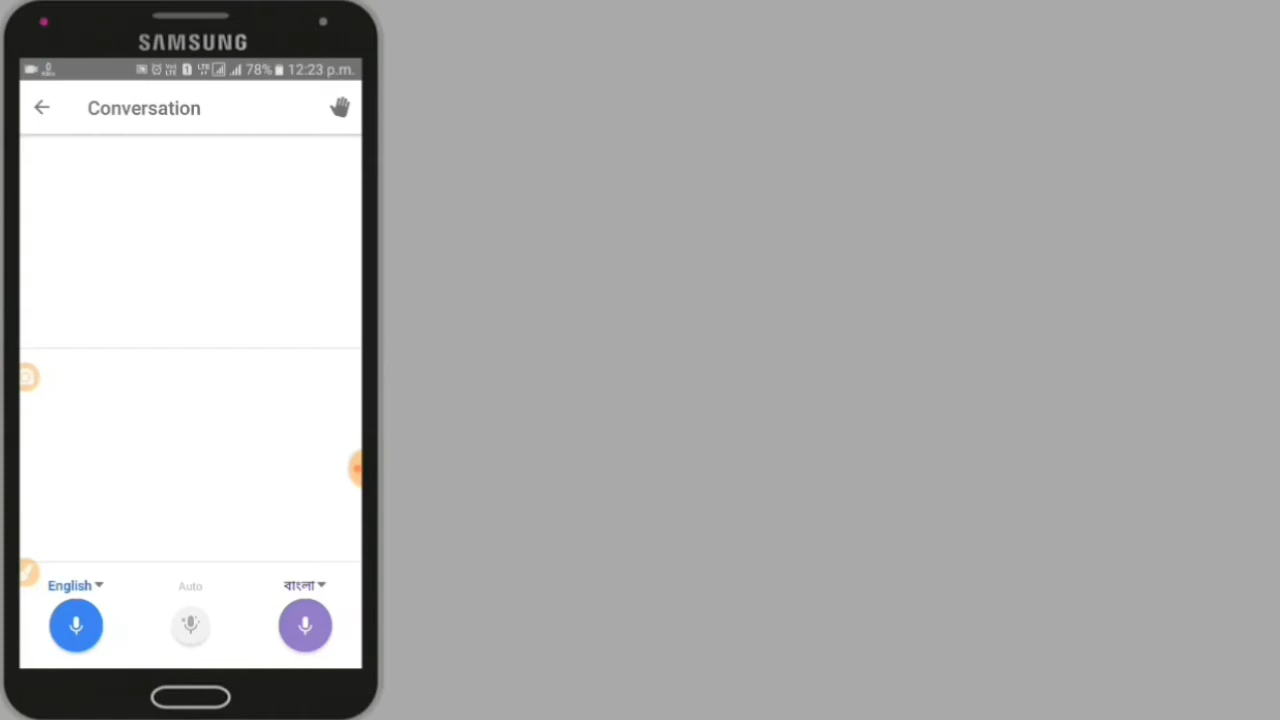 SAMSUNG
78% 12:23 p.m.
Conversation
English Auto বাংলা